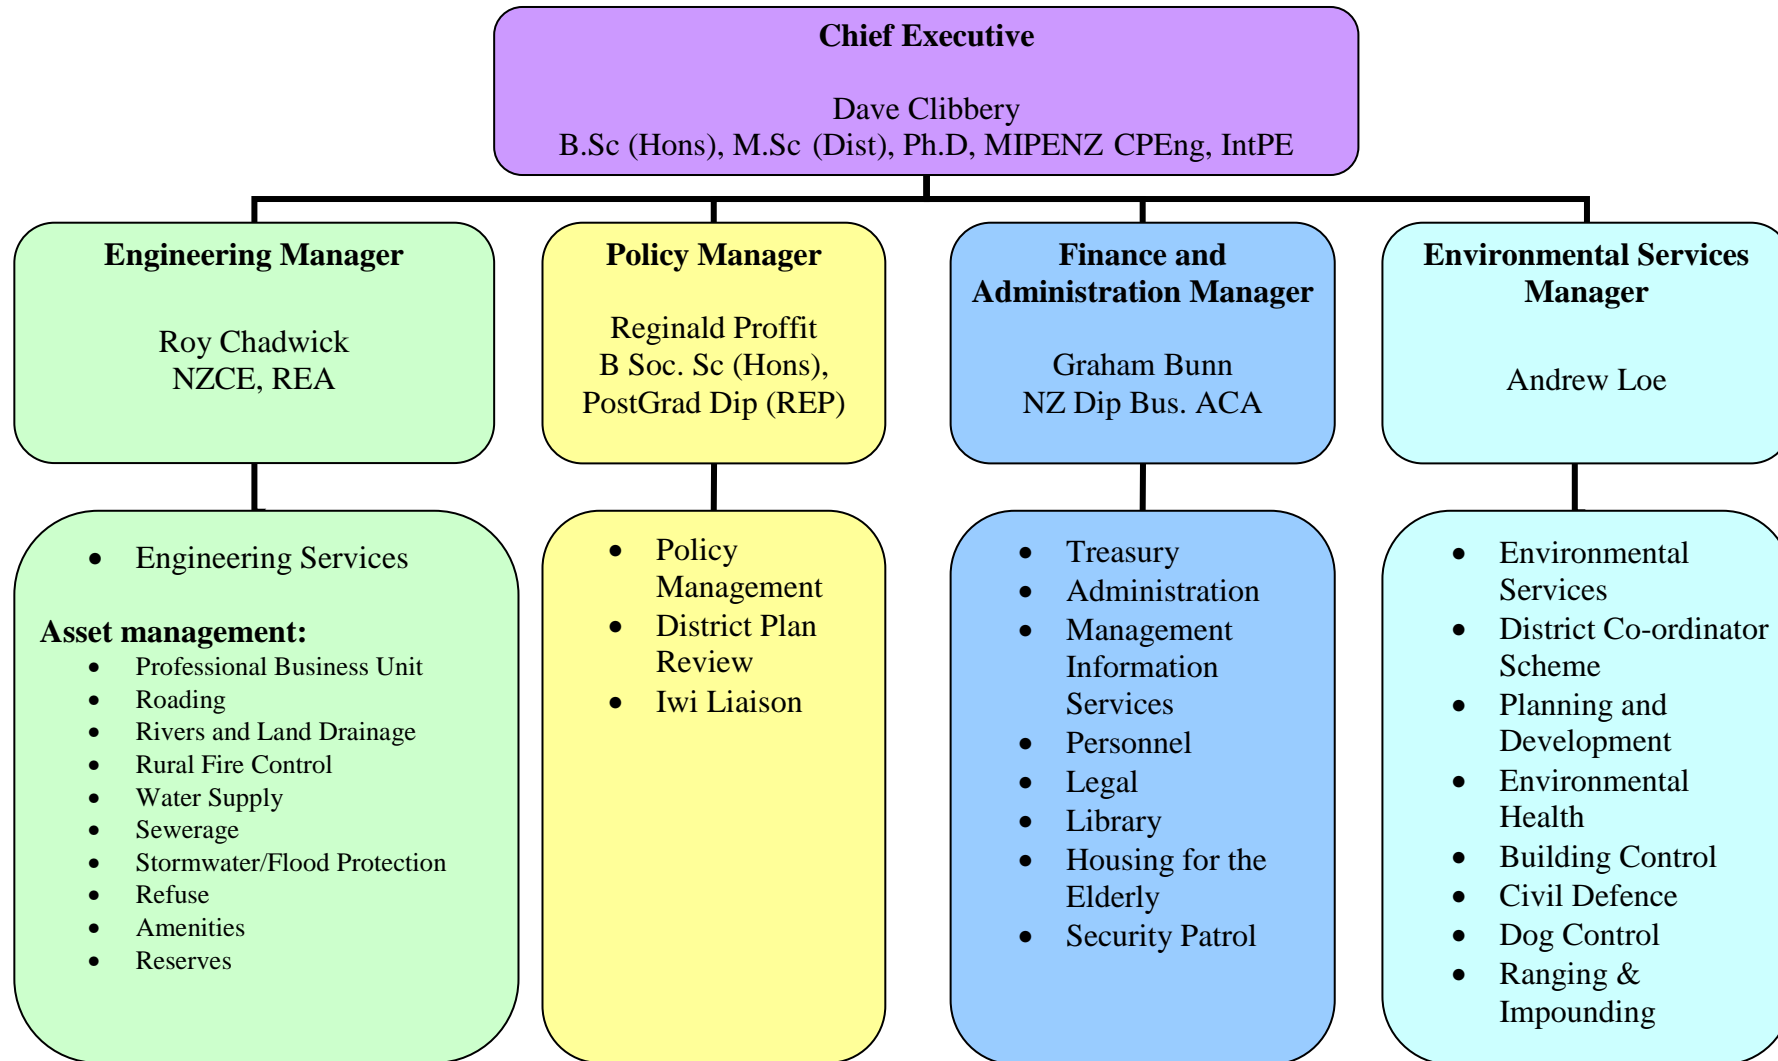 Chief Executive
Dave Clibbery
B.Sc (Hons), M.Sc (Dist), Ph.D, MIPENZ CPEng, IntPE
Engineering Manager
Roy Chadwick
NZCE, REA
Policy Manager
Reginald Proffit
B Soc. Sc (Hons),
PostGrad Dip (REP)
Finance and
Administration Manager
Graham Bunn
NZ Dip Bus. ACA
Environmental Services
Manager
Andrew Loe
• Engineering Services
Asset management:
• Professional Business Unit
• Roading
• Rivers and Land Drainage
• Rural Fire Control
• Water Supply
• Sewerage
• Stormwater/Flood Protection
• Refuse
• Amenities
• Reserves
• Policy
Management
• District Plan
Review
• Iwi Liaison
• Treasury
• Administration
• Management
Information
Services
• Personnel
• Legal
• Library
• Housing for the
Elderly
• Security Patrol
• Environmental
Services
• District Co-ordinator
Scheme
• Planning and
Development
• Environmental
Health
• Building Control
• Civil Defence
• Dog Control
• Ranging &
Impounding